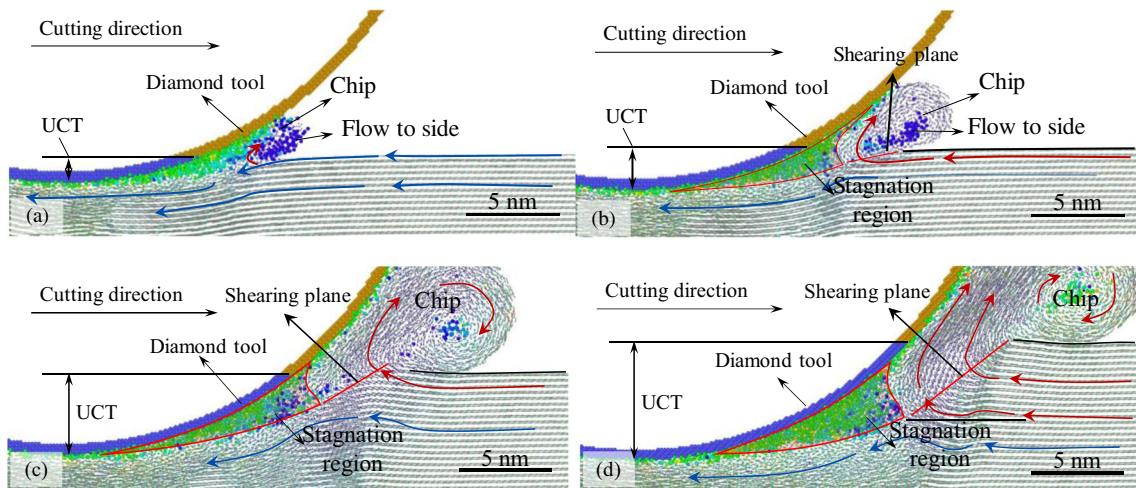 Cutting direction
Diamond tool
Chip
Flow to side
UCT
(a)
5 nm
Cutting direction
Shearing plane
Diamond tool
Chip
Flow to side
UCT
Stagnation
region
(b)
5 nm
Cutting direction
Shearing plane
Chip
Diamond tool
UCT
Stagnation
region
(c)
5 nm
Cutting direction
Shearing plane
Chip
Diamond tool
UCT
Stagnation
region
(d)
5 nm